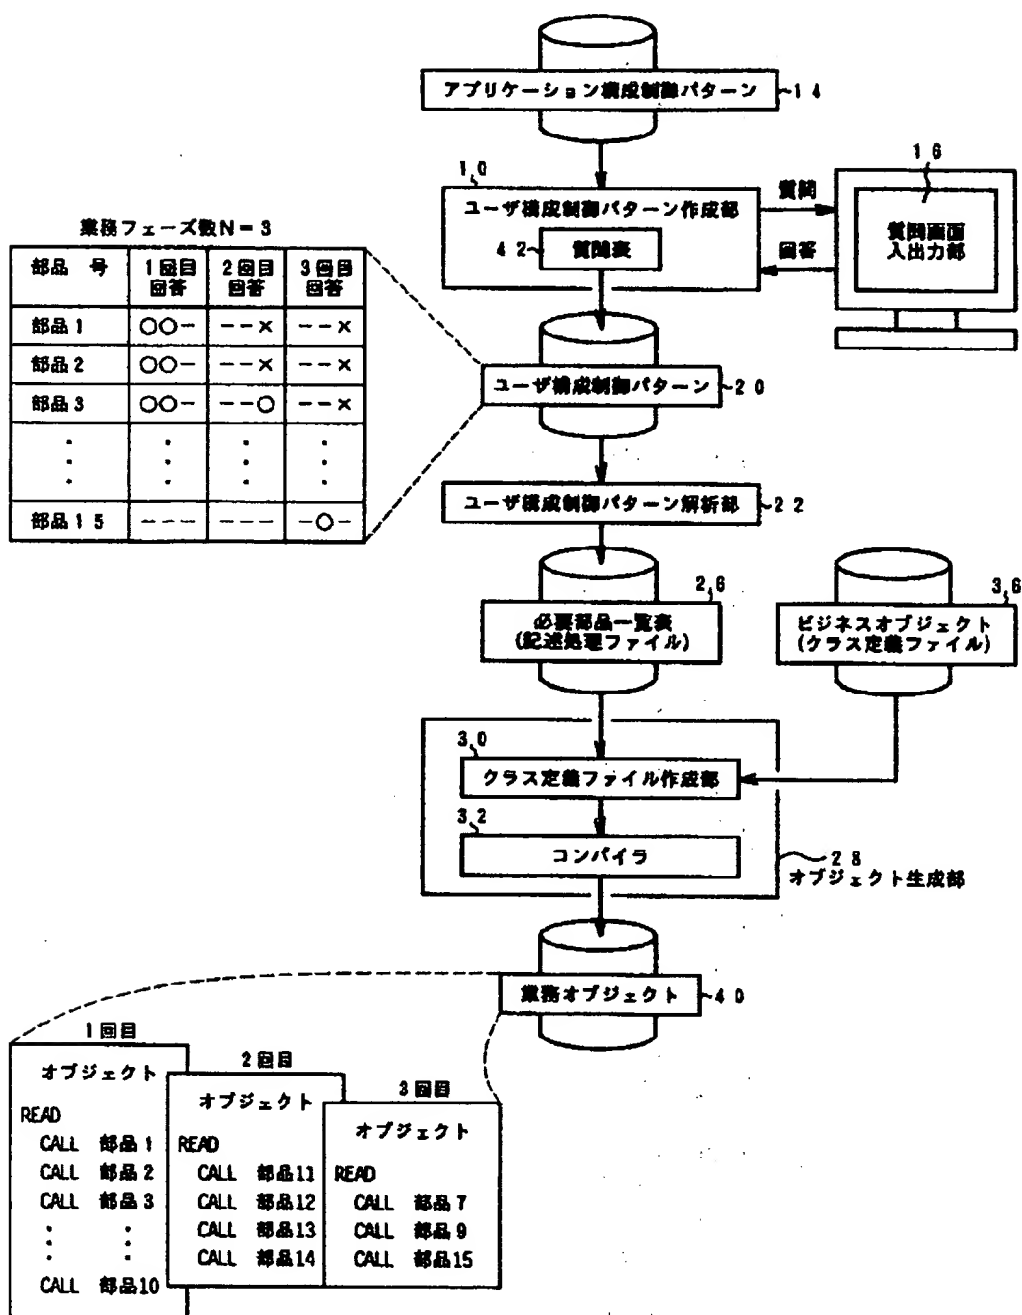 アプリケーション構成制御パターン
14
10
ユーザ構成制御パターン作成部
42
質問表
質問
回答
16
質問画面
入出力部
業務フェーズ数N=3
部品 号
1回目
回答
2回目
回答
3回目
回答
部品1 ○○- --× --×
部品2 ○○- --× --×
部品3 ○○- --○ --×
部品15 --- --- -○-
ユーザ構成制御パターン
20
ユーザ構成制御パターン解析部
22
26
必要部品一覧表
(記述処理ファイル)
36
ビジネスオブジェクト
(クラス定義ファイル)
30
クラス定義ファイル作成部
32
コンパイラ
28
オブジェクト生成部
業務オブジェクト
40
1回目
オブジェクト
READ
CALL 部品1
CALL 部品2
CALL 部品3
CALL 部品10
2回目
オブジェクト
READ
CALL 部品11
CALL 部品12
CALL 部品13
CALL 部品14
3回目
オブジェクト
READ
CALL 部品7
CALL 部品9
CALL 部品15